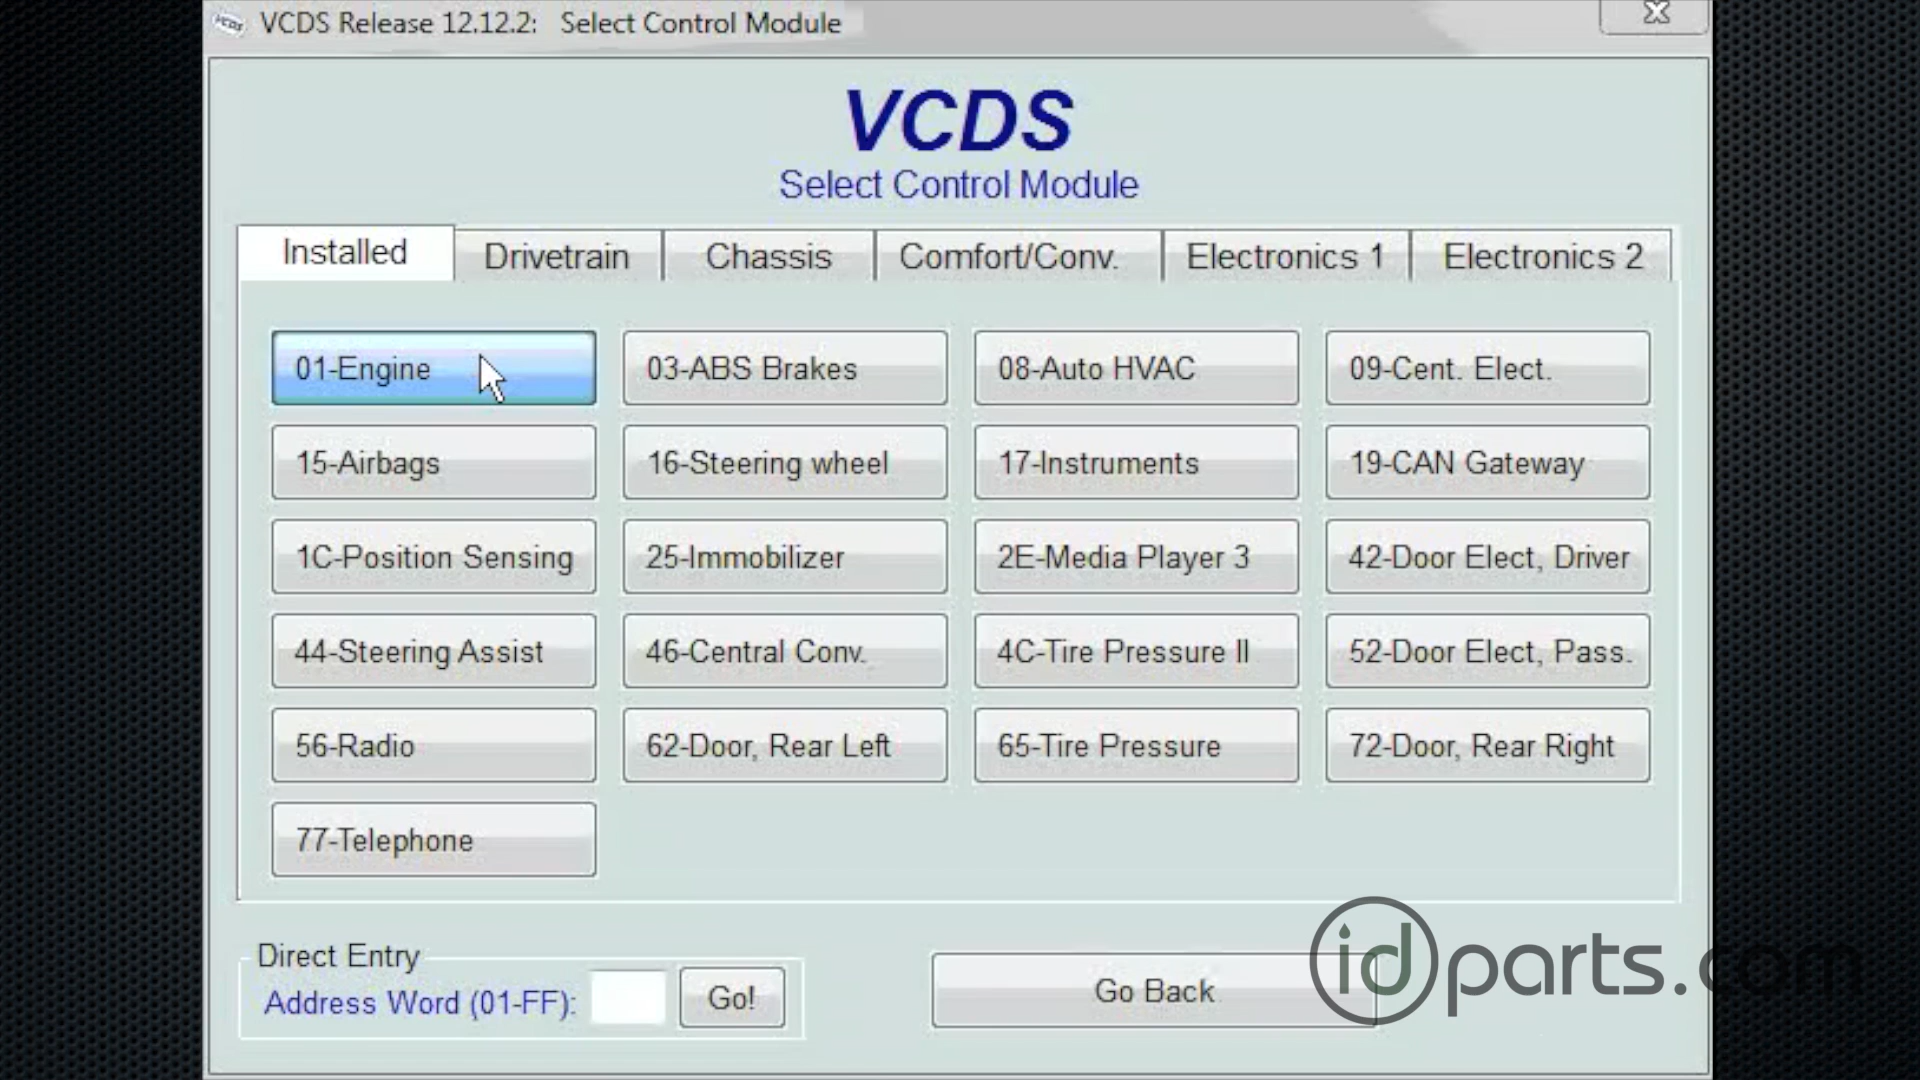 VCDS Release 12.12.2: Select Control Module
VCDS
Select Control Module
Installed Drivetrain Chassis Comfort/Conv. Electronics 1 Electronics 2
01-Engine 03-ABS Brakes 08-Auto HVAC 09-Cent. Elect.
15-Airbags 16-Steering wheel 17-Instruments 19-CAN Gateway
1C-Position Sensing 25-Immobilizer 2E-Media Player 3 42-Door Elect, Driver
44-Steering Assist 46-Central Conv. 4C-Tire Pressure II 52-Door Elect, Pass.
56-Radio 62-Door, Rear Left 65-Tire Pressure 72-Door, Rear Right
77-Telephone
Direct Entry
Address Word (01-FF): Go! Go Back
idparts.com